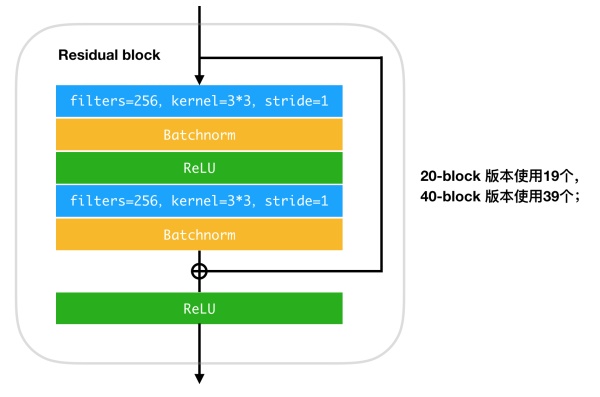 Residual block
filters=256, kernel=3*3, stride=1
Batchnorm
ReLU
filters=256, kernel=3*3, stride=1
Batchnorm
ReLU
20-block 版本使用19个,
40-block 版本使用39个；